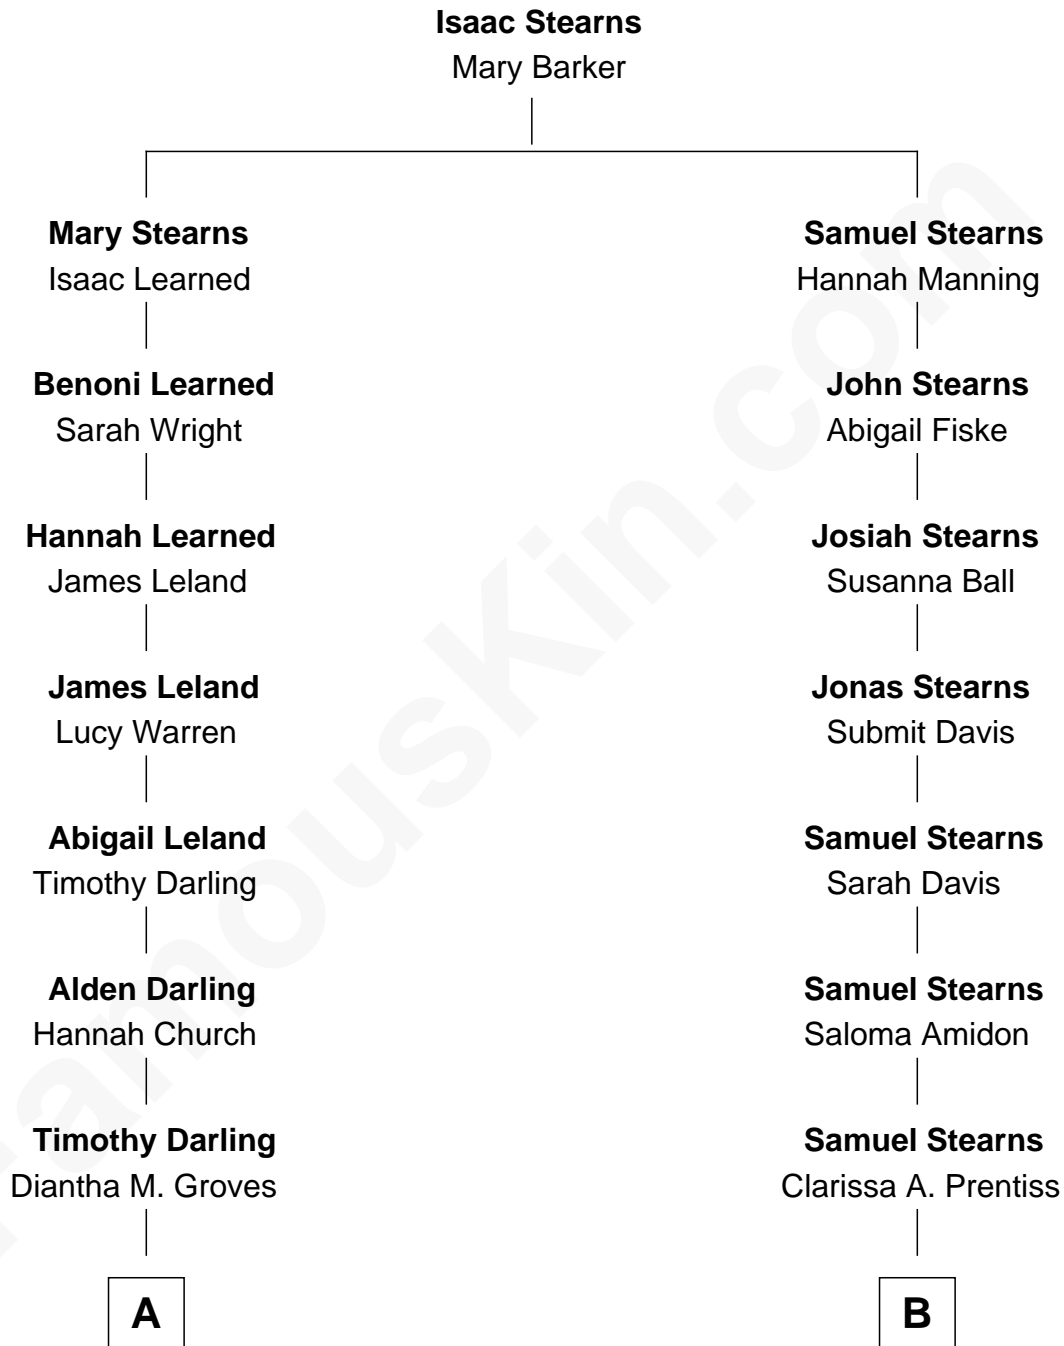 Isaac Stearns
Mary Barker
Mary Stearns
Isaac Learned
Samuel Stearns
Hannah Manning
Benoni Learned
Sarah Wright
John Stearns
Abigail Fiske
Hannah Learned
James Leland
Josiah Stearns
Susanna Ball
James Leland
Lucy Warren
Jonas Stearns
Submit Davis
Abigail Leland
Timothy Darling
Samuel Stearns
Sarah Davis
Alden Darling
Hannah Church
Samuel Stearns
Saloma Amidon
Timothy Darling
Diantha M. Groves
Samuel Stearns
Clarissa A. Prentiss
A
B
FamousKin.com